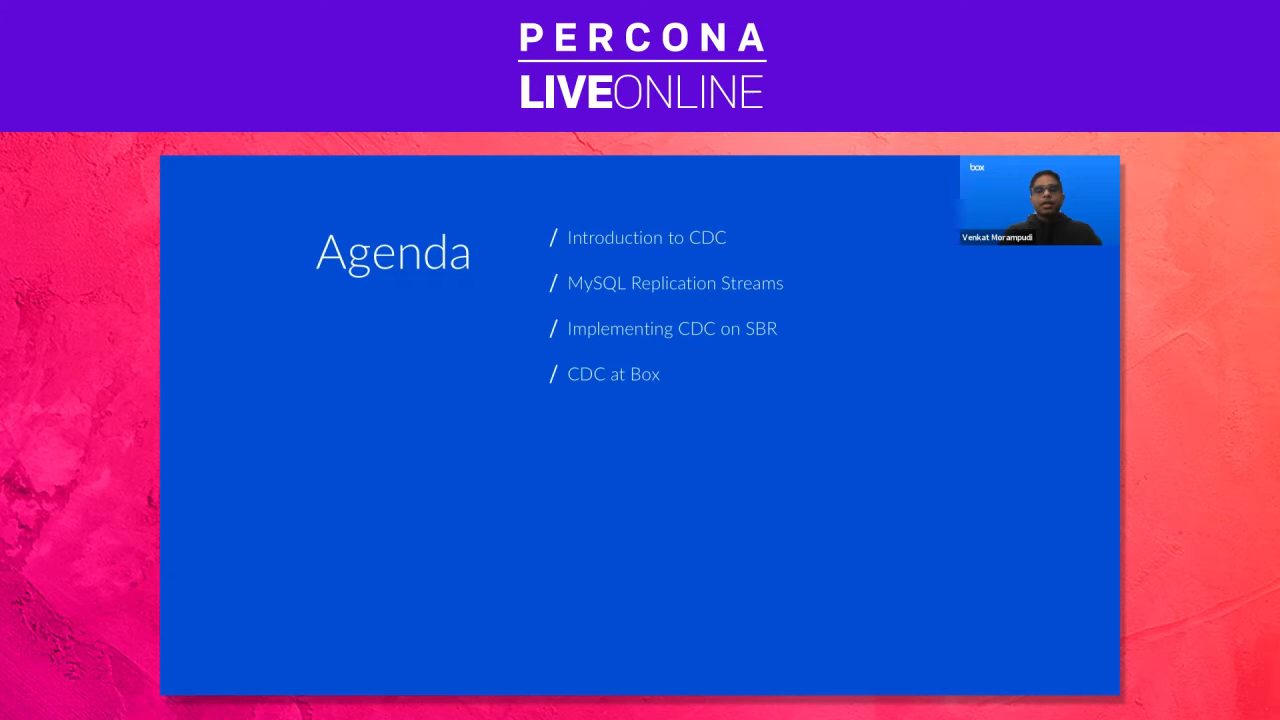 PERCONA
LIVEONLINE
box
Venkat Morampudi
Agenda
/ Introduction to CDC
/ MySQL Replication Streams
/ Implementing CDC on SBR
/ CDC at Box